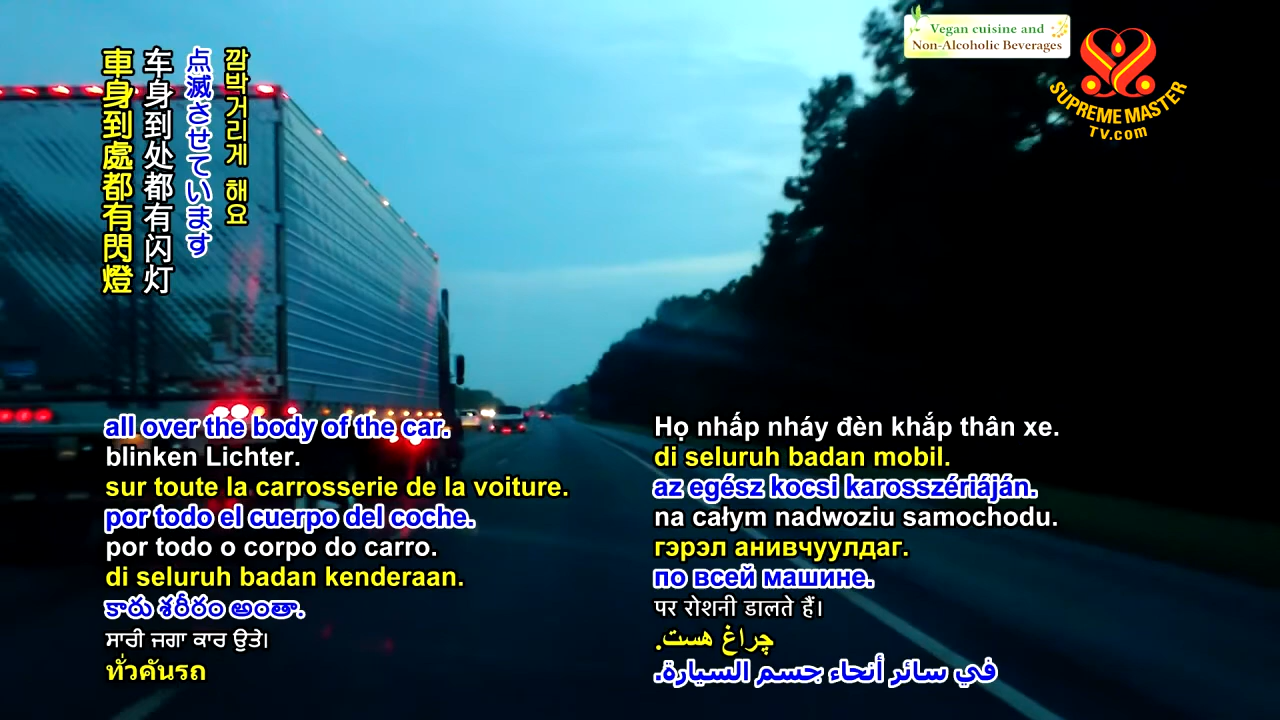 Vegan cuisine and
Non-Alcoholic Beverages
SUPREME MASTER
TV.com
車身到處都有閃燈
车身到处都有闪灯
点滅させています
깜박거리게 해요
all over the body of the car.
blinken Lichter.
sur toute la carrosserie de la voiture.
por todo el cuerpo del coche.
por todo o corpo do carro.
di seluruh badan kenderaan.
కారు శరీరం అంతా.
ਸਾਰੀ ਜਗਾ ਕਾਰ ਉਤੇ।
ทั่วคันรถ
Họ nhấp nháy đèn khắp thân xe.
di seluruh badan mobil.
az egész kocsi karosszériáján.
na całym nadwoziu samochodu.
гэрэл анивчуулдаг.
по всей машине.
पर रोशनी डालते हैं।
چراغ هست.
في سائر أنحاء جسم السيارة.